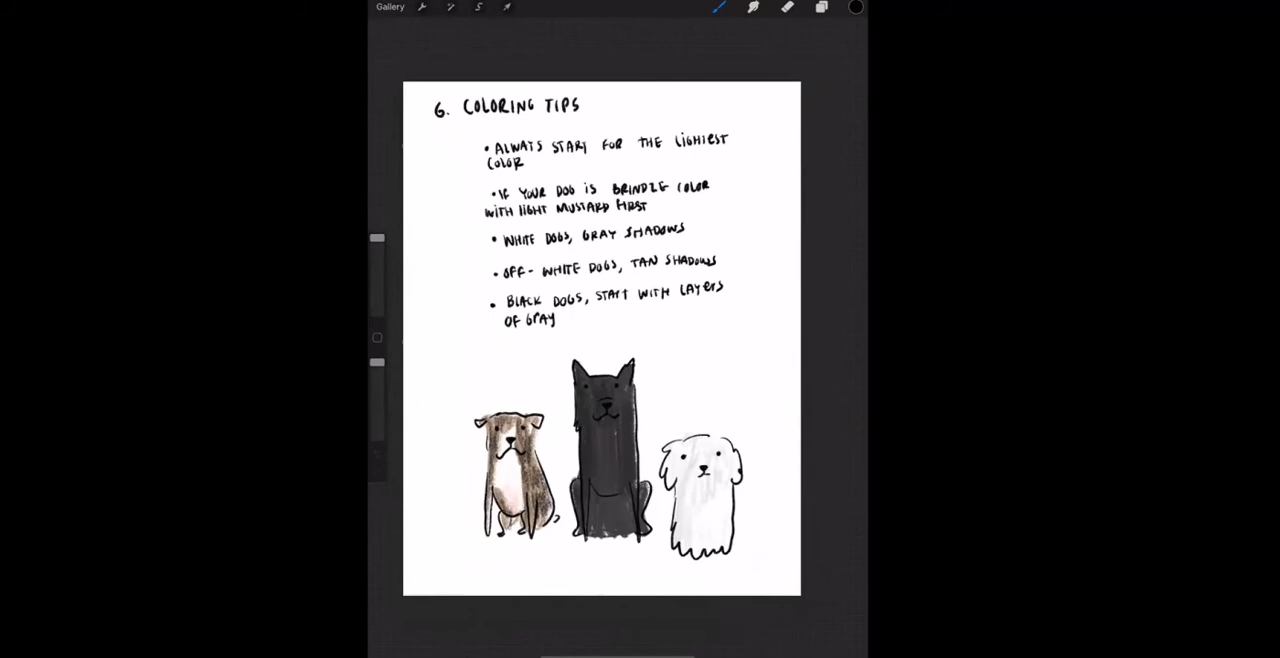 Gallery
6. COLORING TIPS
• ALWAYS START FOR THE LIGHTEST
COLOR
• IF YOUR DOG IS BRINDLE COLOR
WITH LIGHT MUSTARD FIRST
• WHITE DOGS, GRAY SHADOWS
• OFF - WHITE DOGS, TAN SHADOWS
• BLACK DOGS, START WITH LAYERS
OF GRAY